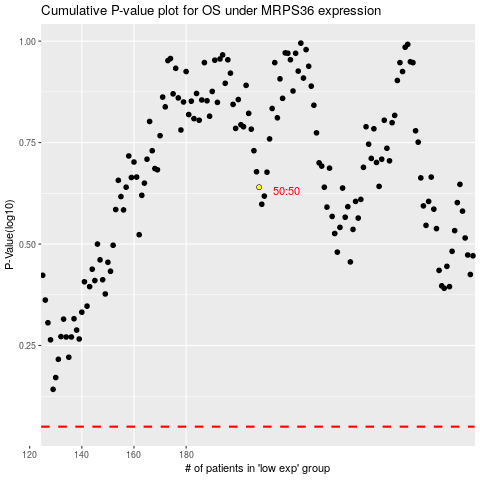 Cumulative P-value plot for OS under MRPS36 expression
P-Value(log10)
1.00
0.75
0.50
0.25
50:50
120 140 160 180
# of patients in 'low exp' group